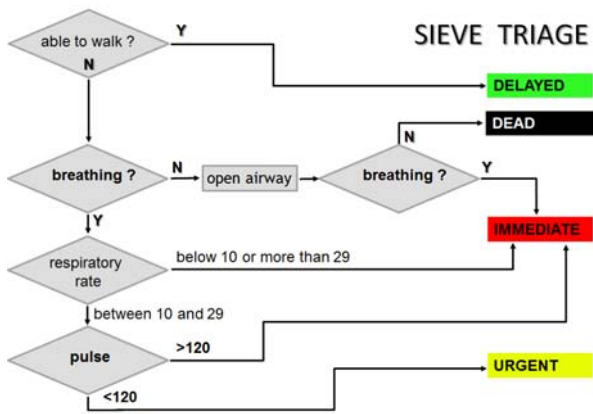 SIEVE TRIAGE
able to walk ?
Y
N
DELAYED
DEAD
N
breathing ?
N
open airway
breathing ?
Y
Y
IMMEDIATE
respiratory
rate
below 10 or more than 29
between 10 and 29
pulse
>120
URGENT
<120